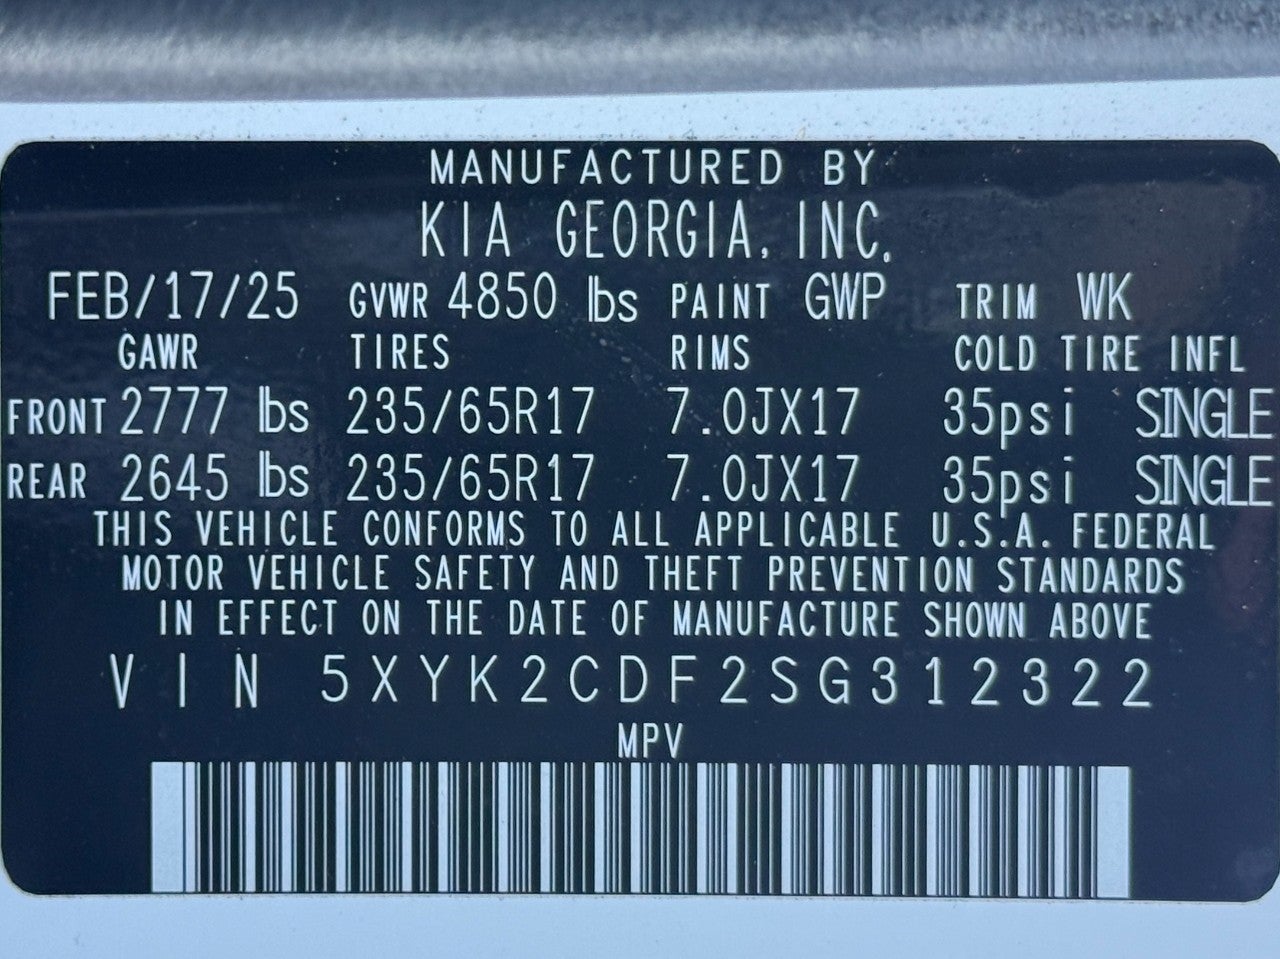 MANUFACTURED BY
KIA GEORGIA, INC.
FEB/17/25 GVWR 4850 lbs PAINT GWP TRIM WK
GAWR TIRES RIMS COLD TIRE INFL
FRONT 2777 lbs 235/65R17 7.0JX17 35psi SINGLE
REAR 2645 lbs 235/65R17 7.0JX17 35psi SINGLE
THIS VEHICLE CONFORMS TO ALL APPLICABLE U.S.A. FEDERAL
MOTOR VEHICLE SAFETY AND THEFT PREVENTION STANDARDS
IN EFFECT ON THE DATE OF MANUFACTURE SHOWN ABOVE
VIN 5XYK2CDF2SG312322
MPV